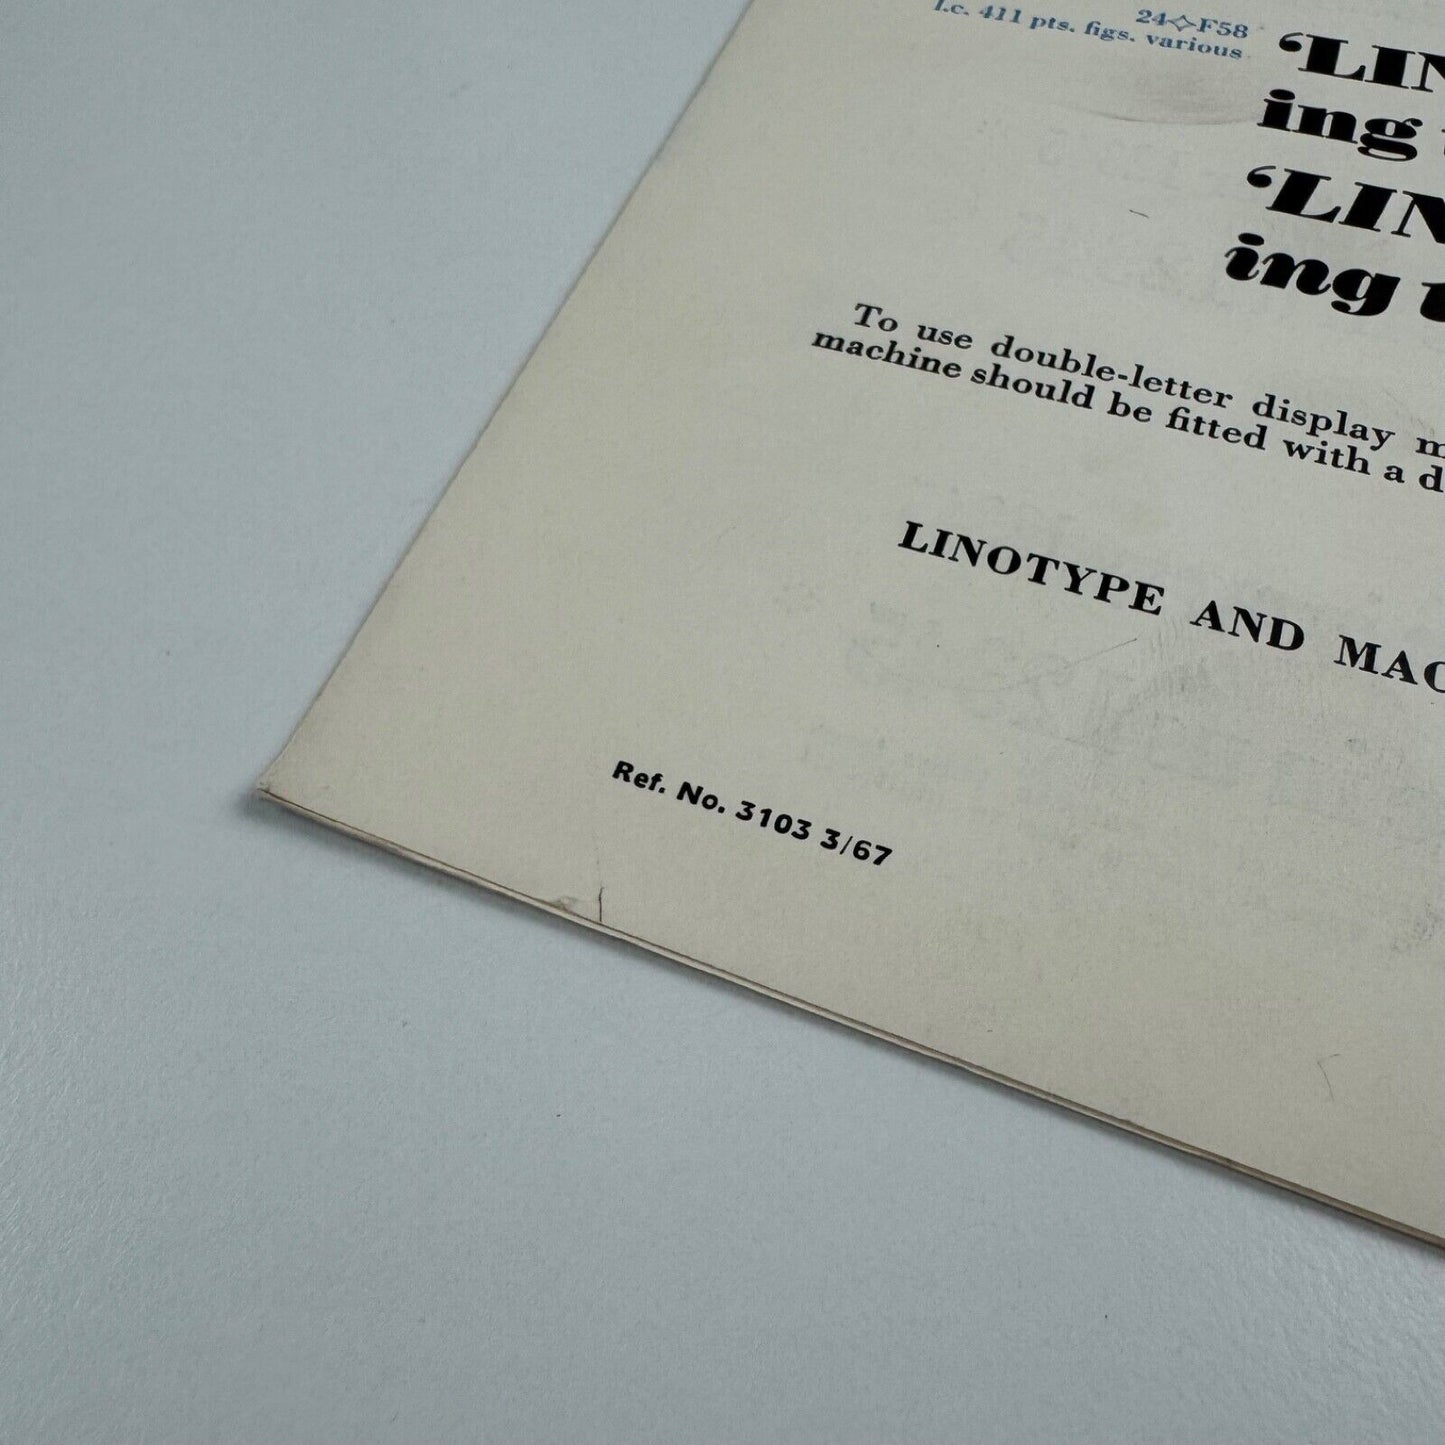 24✧F58
l.c. 411 pts. figs. various
‘LIN
ing t
‘LIN
ing t
To use double-letter display m
machine should be fitted with a d
LINOTYPE AND MAC
Ref. No. 3103 3/67